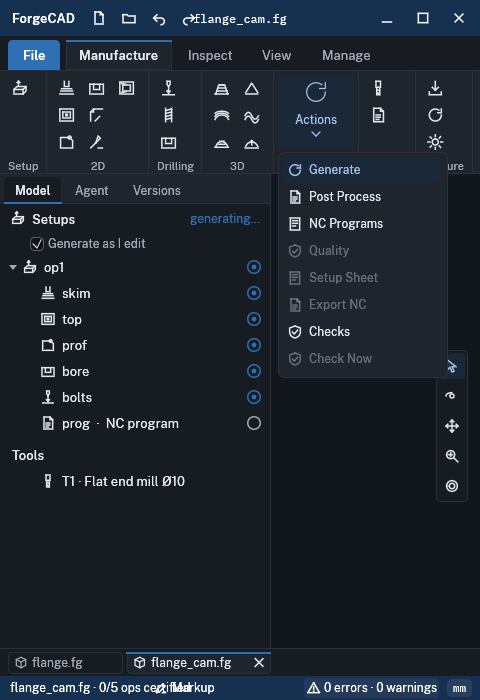 ForgeCAD flange_cam.fg
File Manufacture Inspect View Manage
Actions
Setup 2D Drilling 3D
Generate
Post Process
NC Programs
Quality
Setup Sheet
Export NC
Checks
Check Now
Model Agent Versions
Setups generating...
Generate as I edit
op1
skim
top
prof
bore
bolts
prog · NC program
Tools
T1 · Flat end mill Ø10
flange.fg flange_cam.fg
flange_cam.fg · 0/5 ops Markup 0 errors · 0 warnings mm